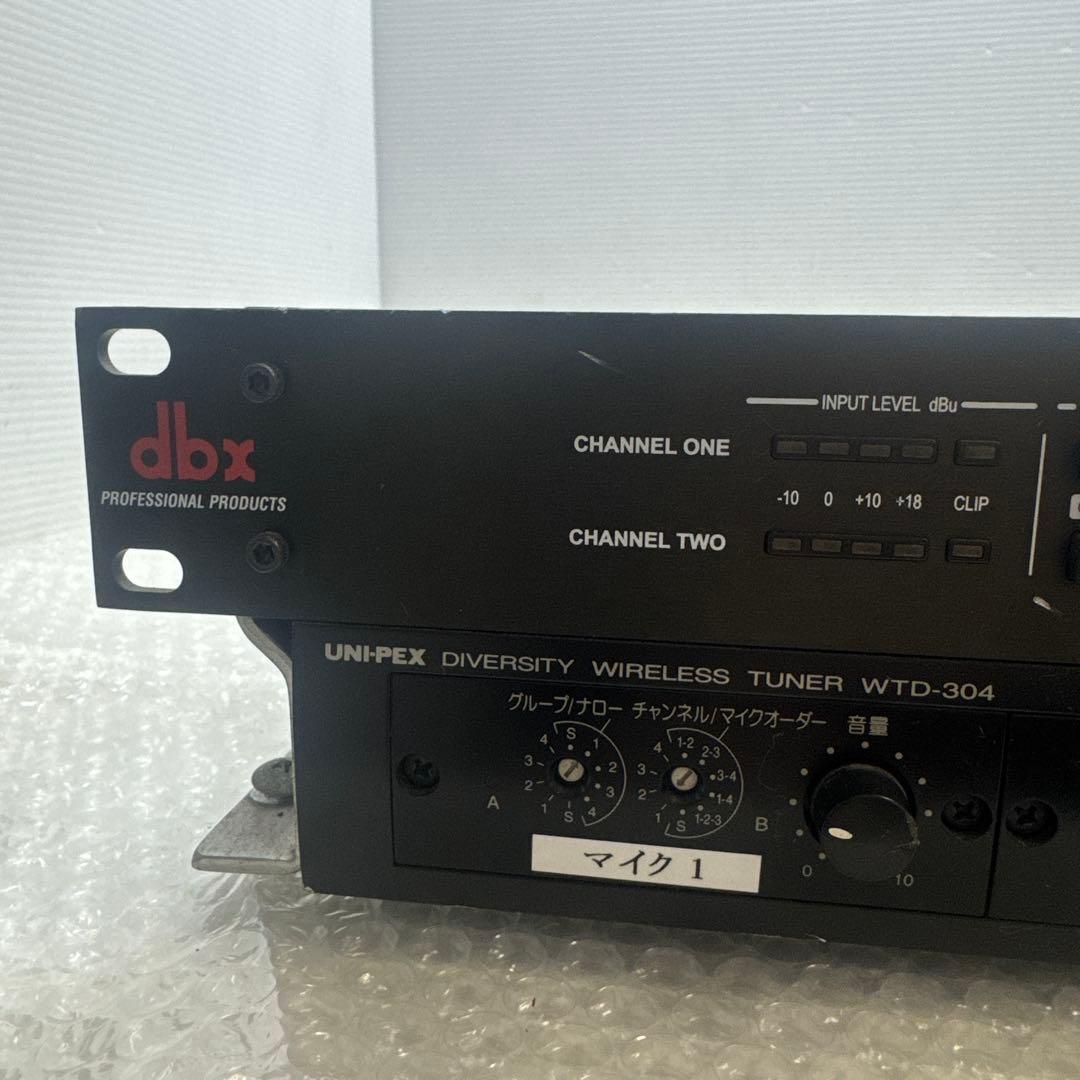 dbx
PROFESSIONAL PRODUCTS
INPUT LEVEL dBu
CHANNEL ONE
-10 0 +10 +18 CLIP
CHANNEL TWO
UNI-PEX DIVERSITY WIRELESS TUNER WTD-304
グループ/ナロー チャンネル/マイクオーダー 音量
S 1 2 3 4 S 1 2 3 4
1-2 2-3 3-4 1-4 1-2-3 S 1 2 3 4
A B
0 10
マイク 1